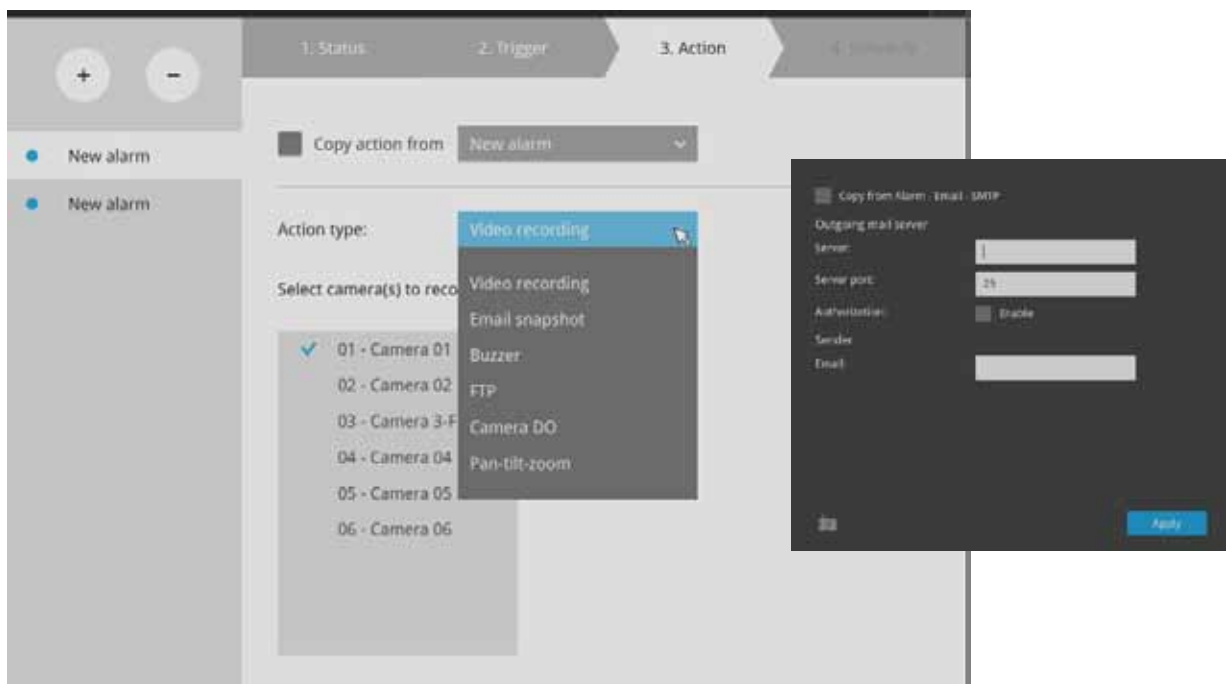 1. Status
2. Trigger
3. Action
+
-
New alarm
New alarm
Copy action from
New alarm
Action type:
Video recording
Select camera(s) to reco
Video recording
Email snapshot
Buzzer
FTP
Camera DO
Pan-tilt-zoom
01 - Camera 01
02 - Camera 02
03 - Camera 3-F
04 - Camera 04
05 - Camera 05
06 - Camera 06
Copy from Alarm - Email - SMTP
Outgoing mail server
Server:
Server port:
25
Enable
Sender
Email:
Apply